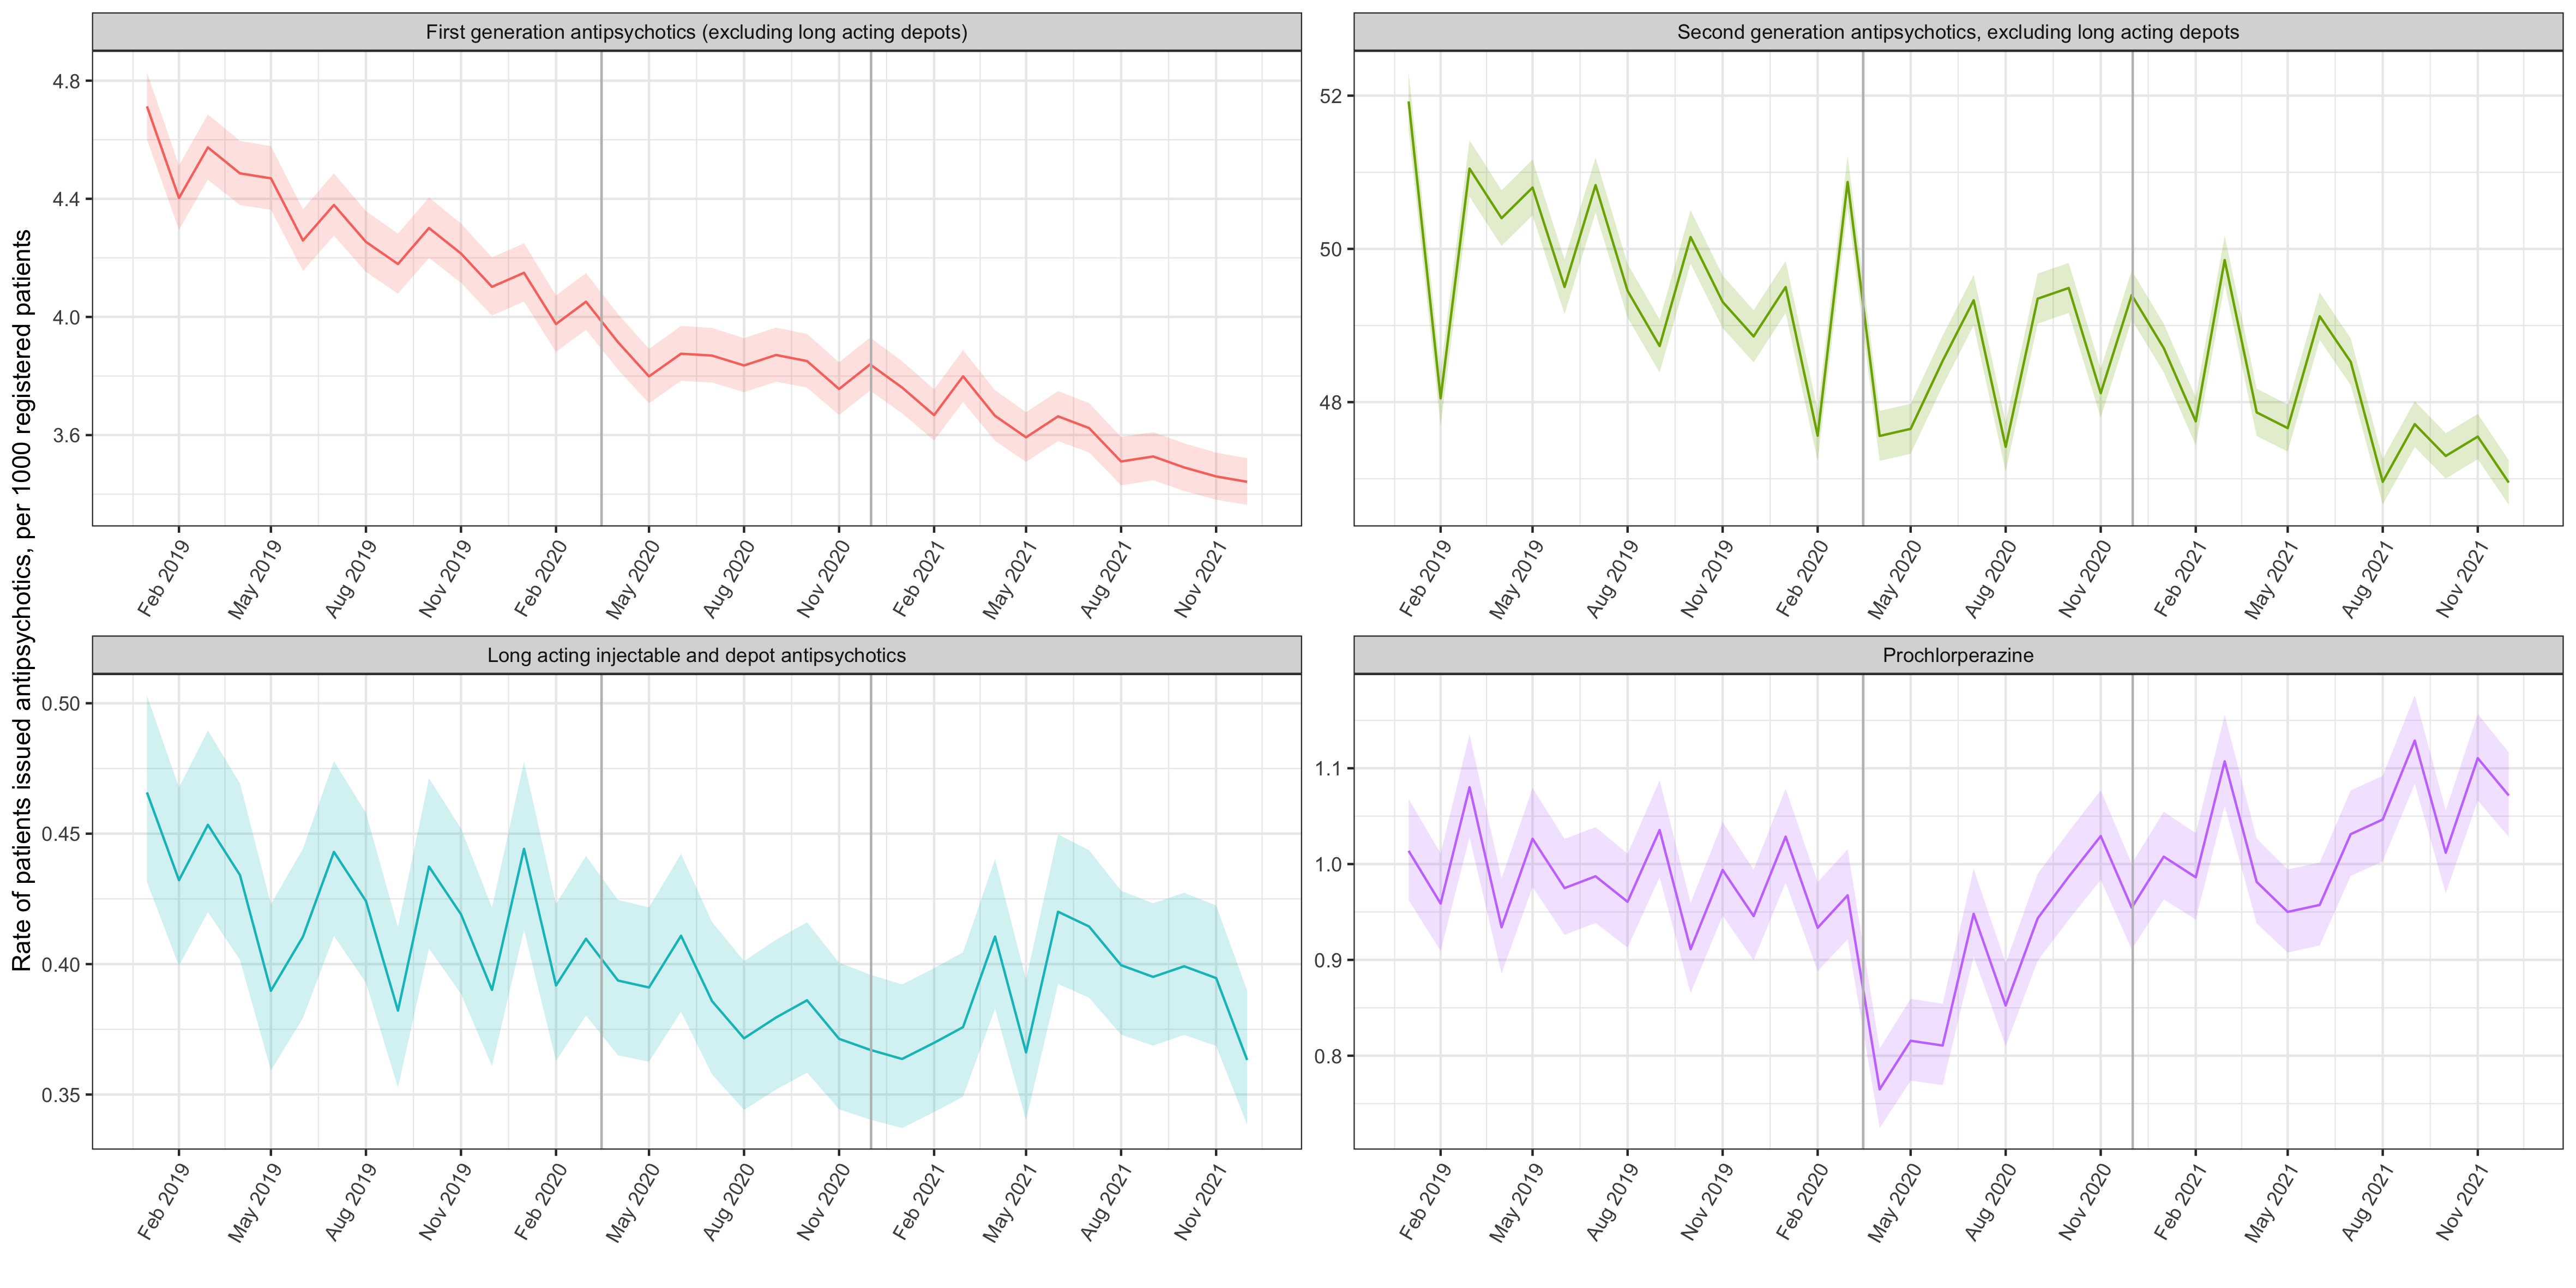 First generation antipsychotics (excluding long acting depots)
Second generation antipsychotics, excluding long acting depots
Rate of patients issued antipsychotics, per 1000 registered patients
4.8
4.4
4.0
3.6
52
50
48
Feb 2019
May 2019
Aug 2019
Nov 2019
Feb 2020
May 2020
Aug 2020
Nov 2020
Feb 2021
May 2021
Aug 2021
Nov 2021
Feb 2019
May 2019
Aug 2019
Nov 2019
Feb 2020
May 2020
Aug 2020
Nov 2020
Feb 2021
May 2021
Aug 2021
Nov 2021
Long acting injectable and depot antipsychotics
Prochlorperazine
0.50
0.45
0.40
0.35
1.1
1.0
0.9
0.8
Feb 2019
May 2019
Aug 2019
Nov 2019
Feb 2020
May 2020
Aug 2020
Nov 2020
Feb 2021
May 2021
Aug 2021
Nov 2021
Feb 2019
May 2019
Aug 2019
Nov 2019
Feb 2020
May 2020
Aug 2020
Nov 2020
Feb 2021
May 2021
Aug 2021
Nov 2021